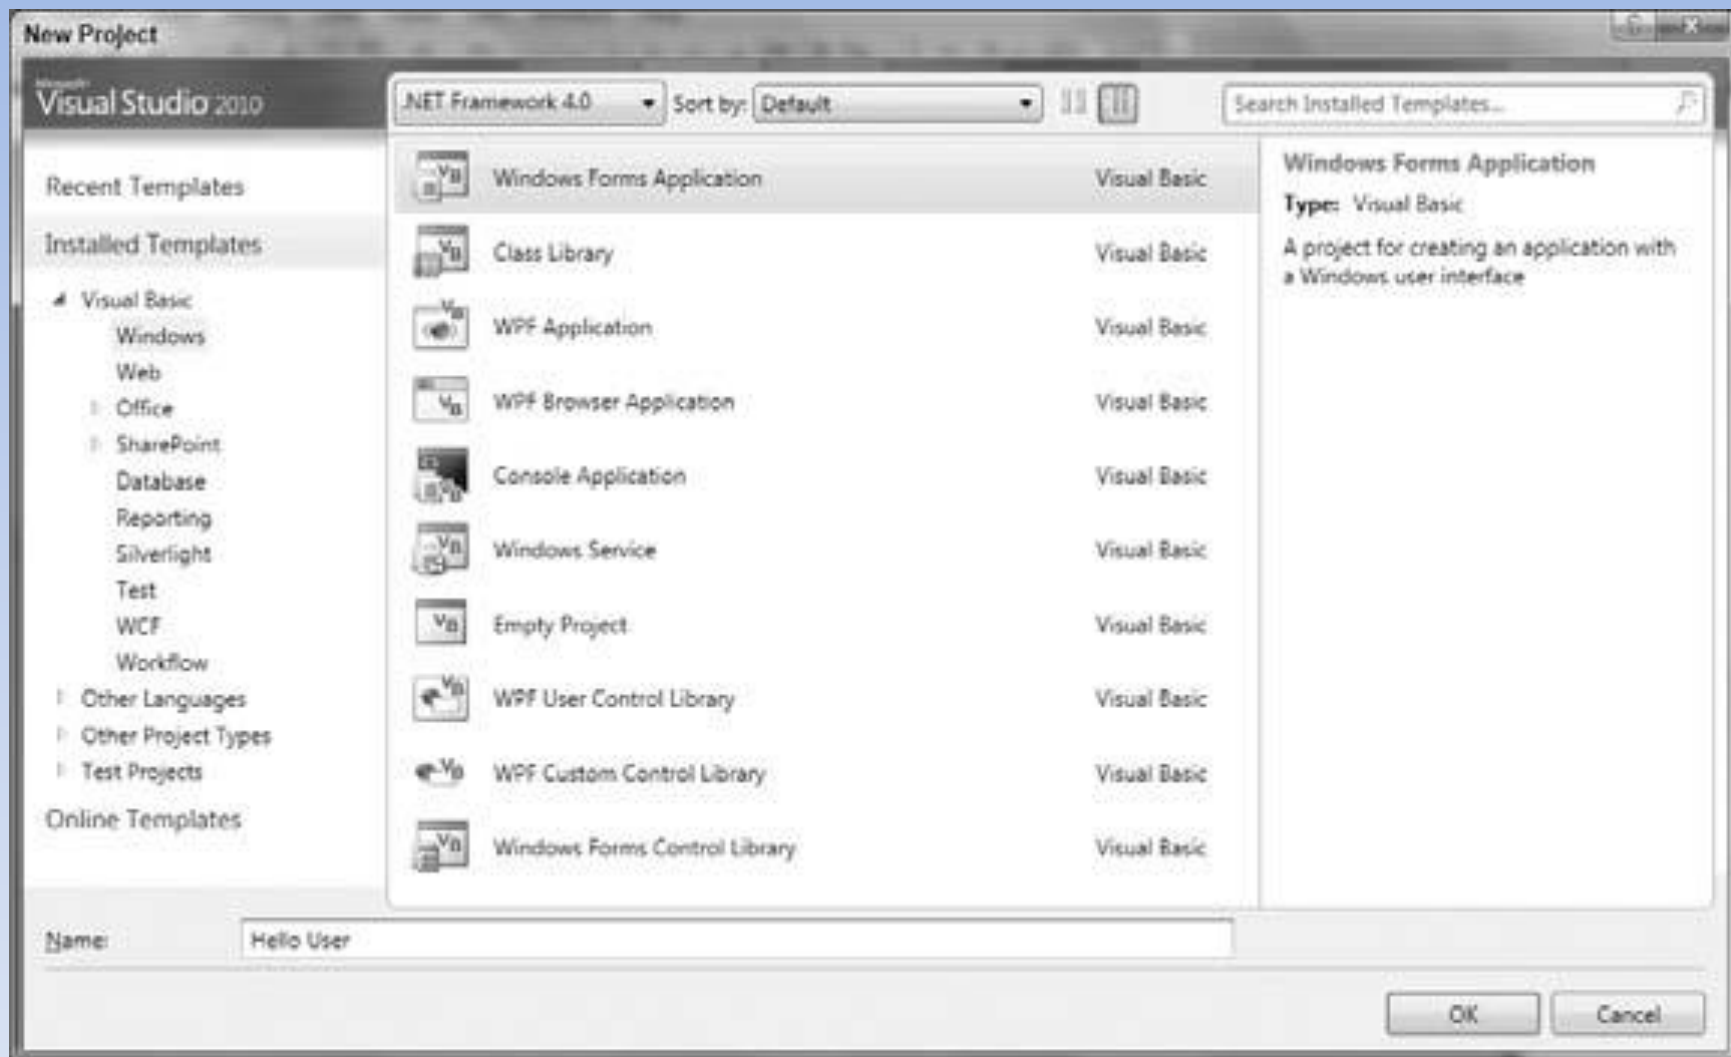 New Project
Microsoft
Visual Studio 2010
.NET Framework 4.0 Sort by: Default
Search Installed Templates...
Recent Templates
Installed Templates
Visual Basic
Windows
Web
Office
SharePoint
Database
Reporting
Silverlight
Test
WCF
Workflow
Other Languages
Other Project Types
Test Projects
Online Templates
Windows Forms Application Visual Basic
Class Library Visual Basic
WPF Application Visual Basic
WPF Browser Application Visual Basic
Console Application Visual Basic
Windows Service Visual Basic
Empty Project Visual Basic
WPF User Control Library Visual Basic
WPF Custom Control Library Visual Basic
Windows Forms Control Library Visual Basic
Windows Forms Application
Type: Visual Basic
A project for creating an application with
a Windows user interface
Name: Hello User
OK Cancel